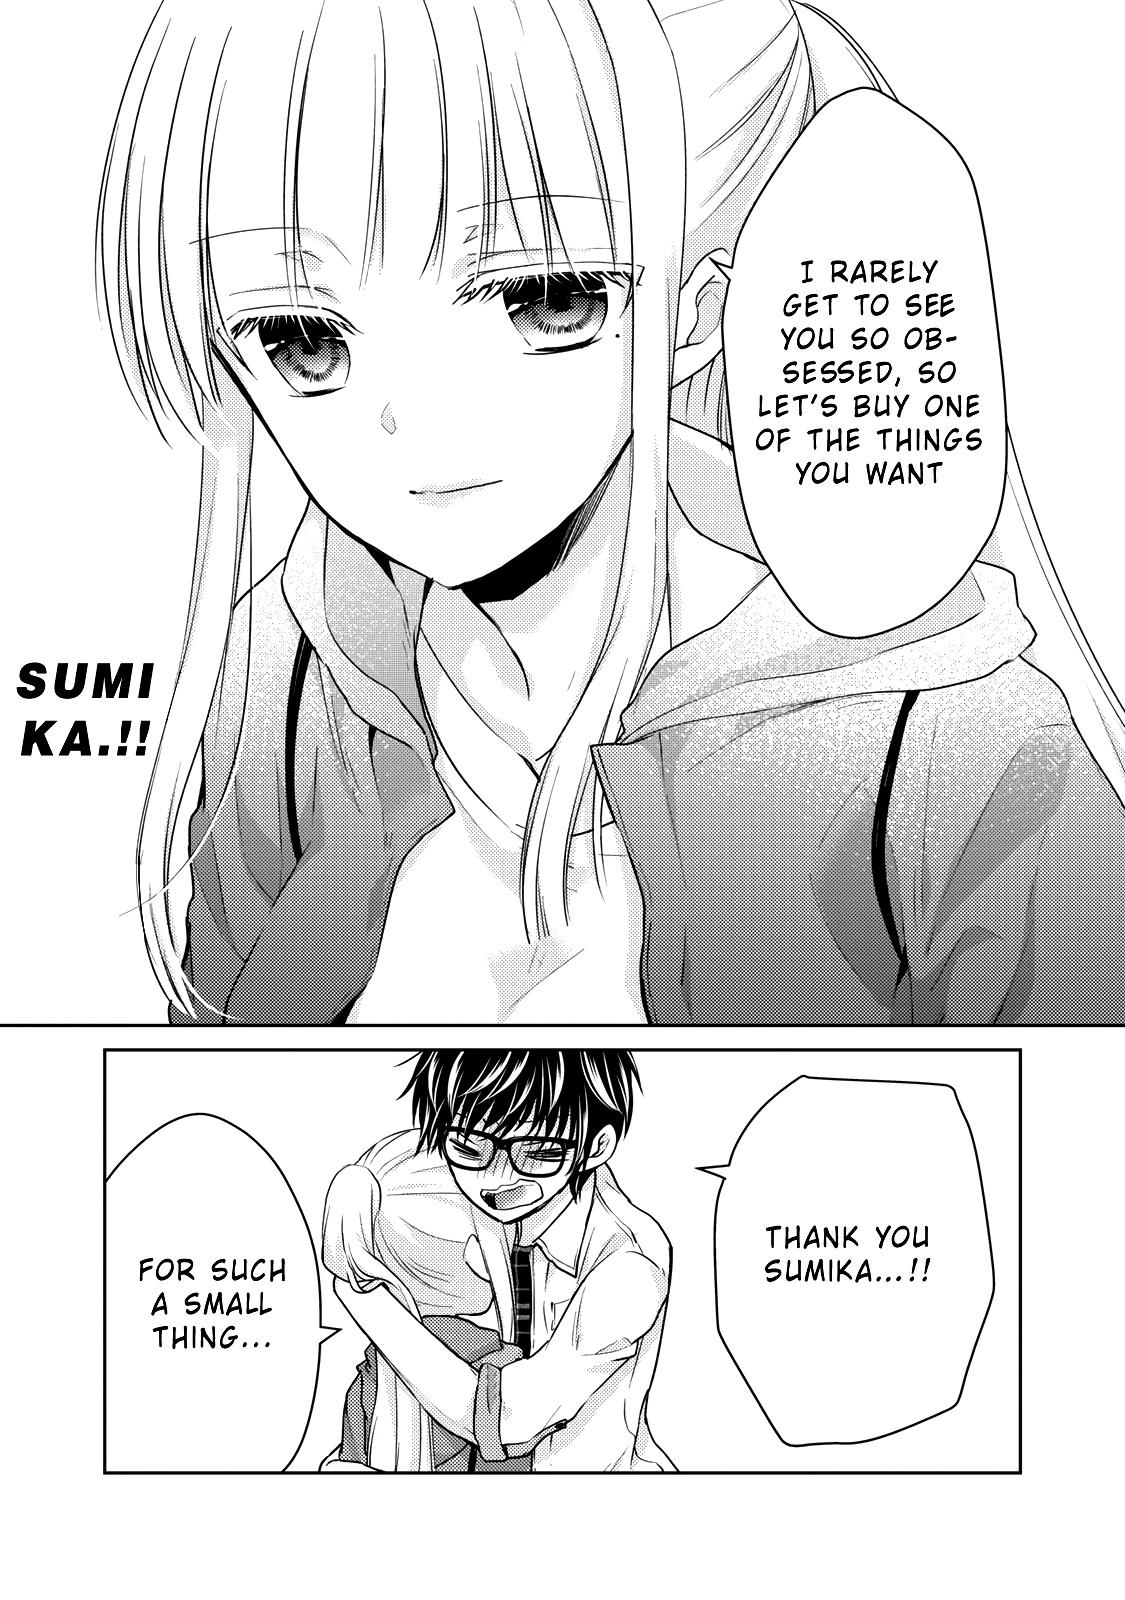 I RARELY
GET TO SEE
YOU SO OB-
SESSED, SO
LET'S BUY ONE
OF THE THINGS
YOU WANT
SUMI
KA.!!
THANK YOU
SUMIKA...!!
FOR SUCH
A SMALL
THING...